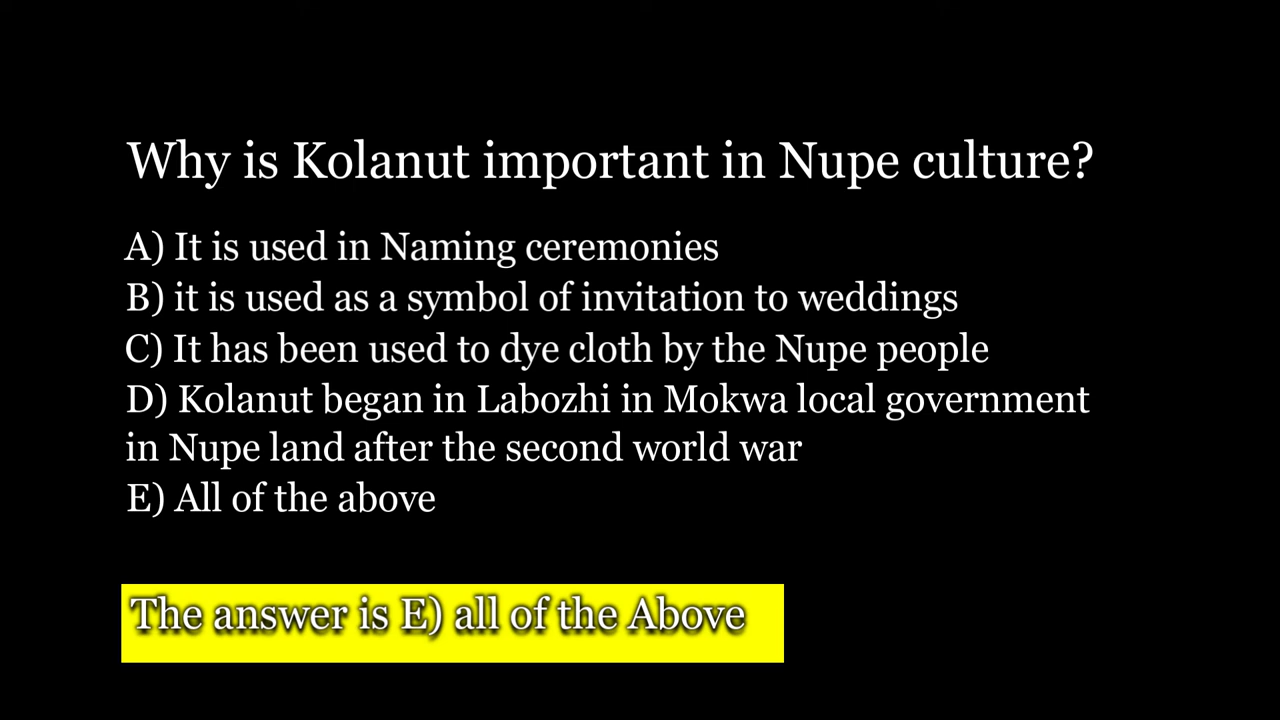 Why is Kolanut important in Nupe culture?
A) It is used in Naming ceremonies
B) it is used as a symbol of invitation to weddings
C) It has been used to dye cloth by the Nupe people
D) Kolanut began in Labozhi in Mokwa local government
in Nupe land after the second world war
E) All of the above
The answer is E) all of the Above